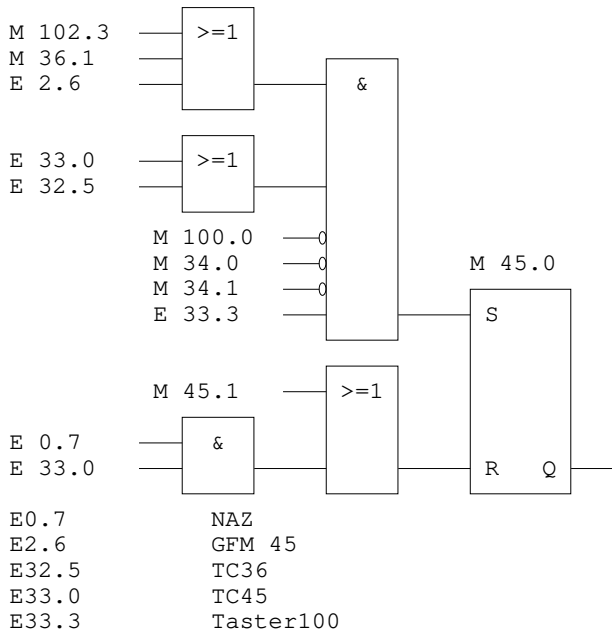 M 102.3
M 36.1
E 2.6
>=1
&
E 33.0
E 32.5
>=1
M 100.0
M 34.0
M 34.1
E 33.3
M 45.0
S
R Q
M 45.1
>=1
E 0.7
E 33.0
&
E0.7 NAZ
E2.6 GFM 45
E32.5 TC36
E33.0 TC45
E33.3 Taster100